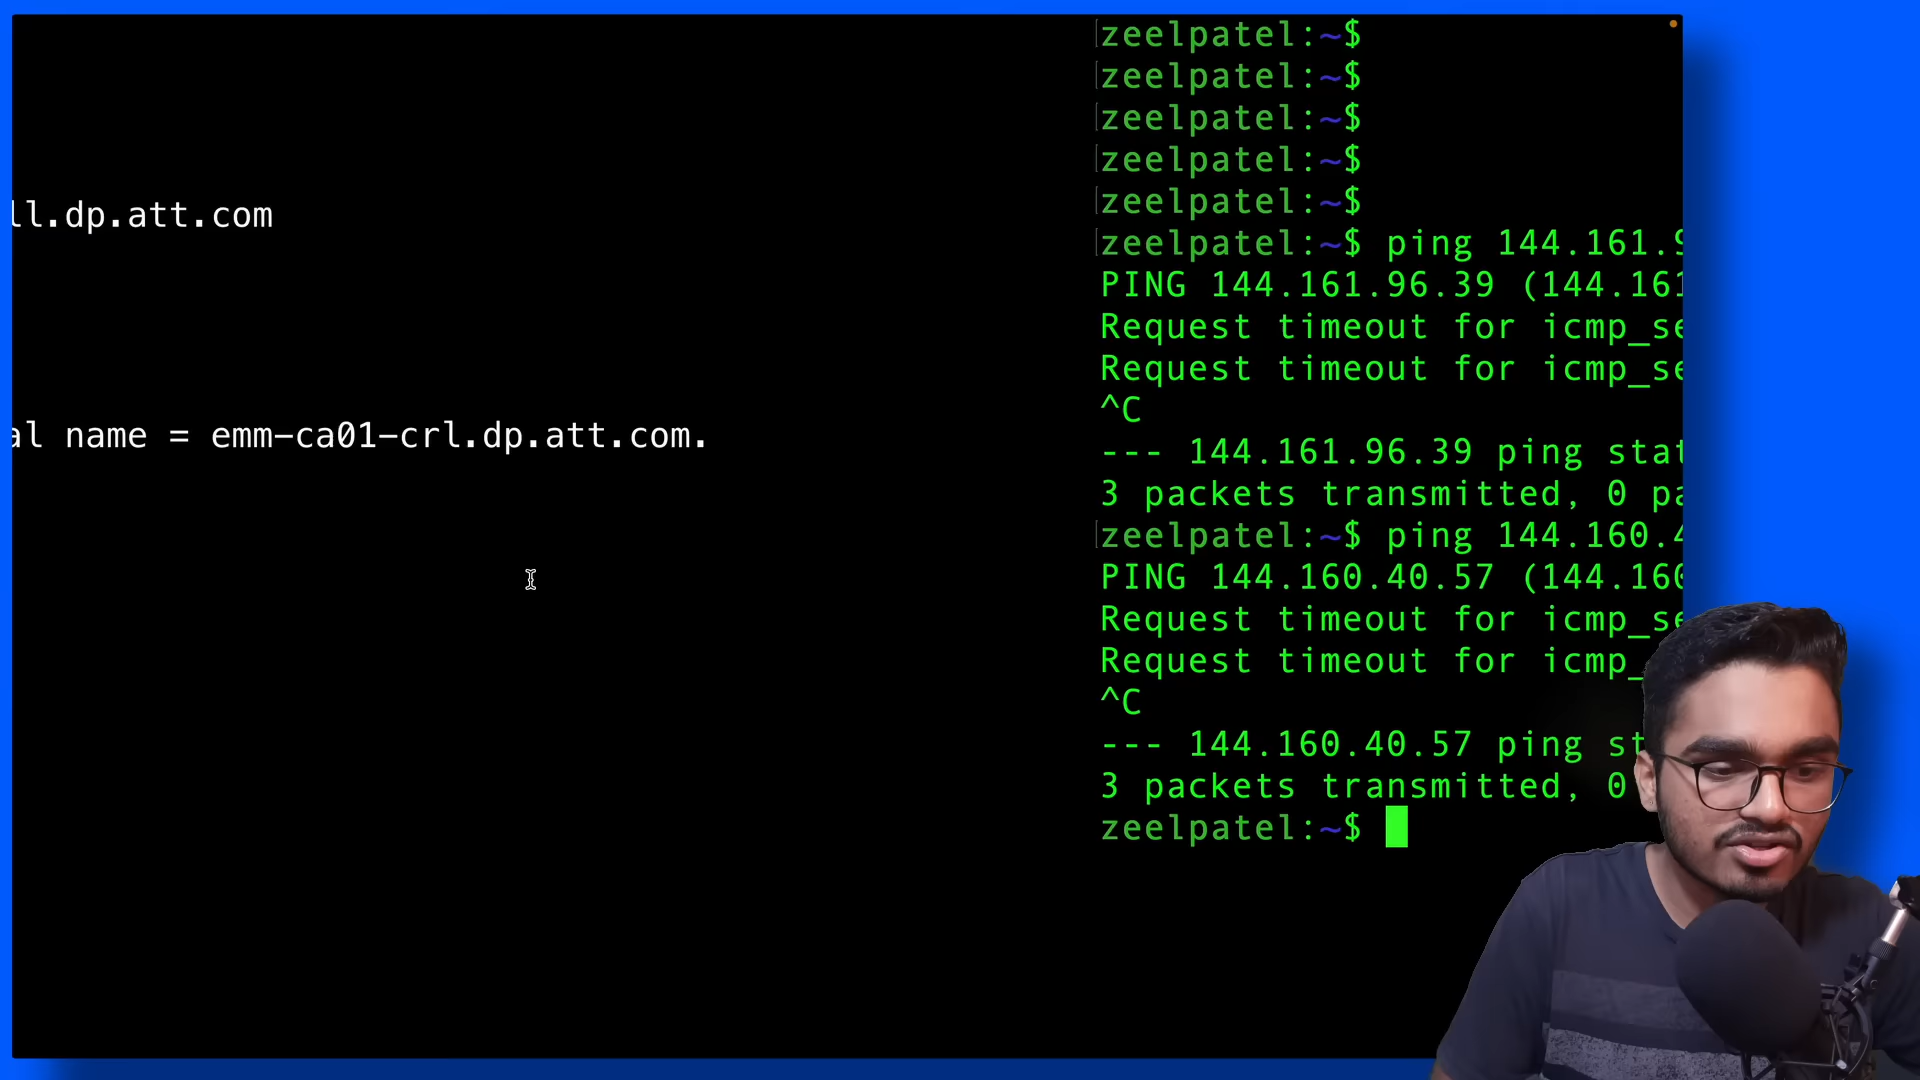 ll.dp.att.com
al name = emm-ca01-crl.dp.att.com.
zeelpatel:~$
zeelpatel:~$
zeelpatel:~$
zeelpatel:~$
zeelpatel:~$
zeelpatel:~$ ping 144.161.9
PING 144.161.96.39 (144.161
Request timeout for icmp_se
Request timeout for icmp_se
^C
--- 144.161.96.39 ping stat
3 packets transmitted, 0 pa
zeelpatel:~$ ping 144.160.4
PING 144.160.40.57 (144.160
Request timeout for icmp_se
Request timeout for icmp_
^C
--- 144.160.40.57 ping st
3 packets transmitted, 0
zeelpatel:~$